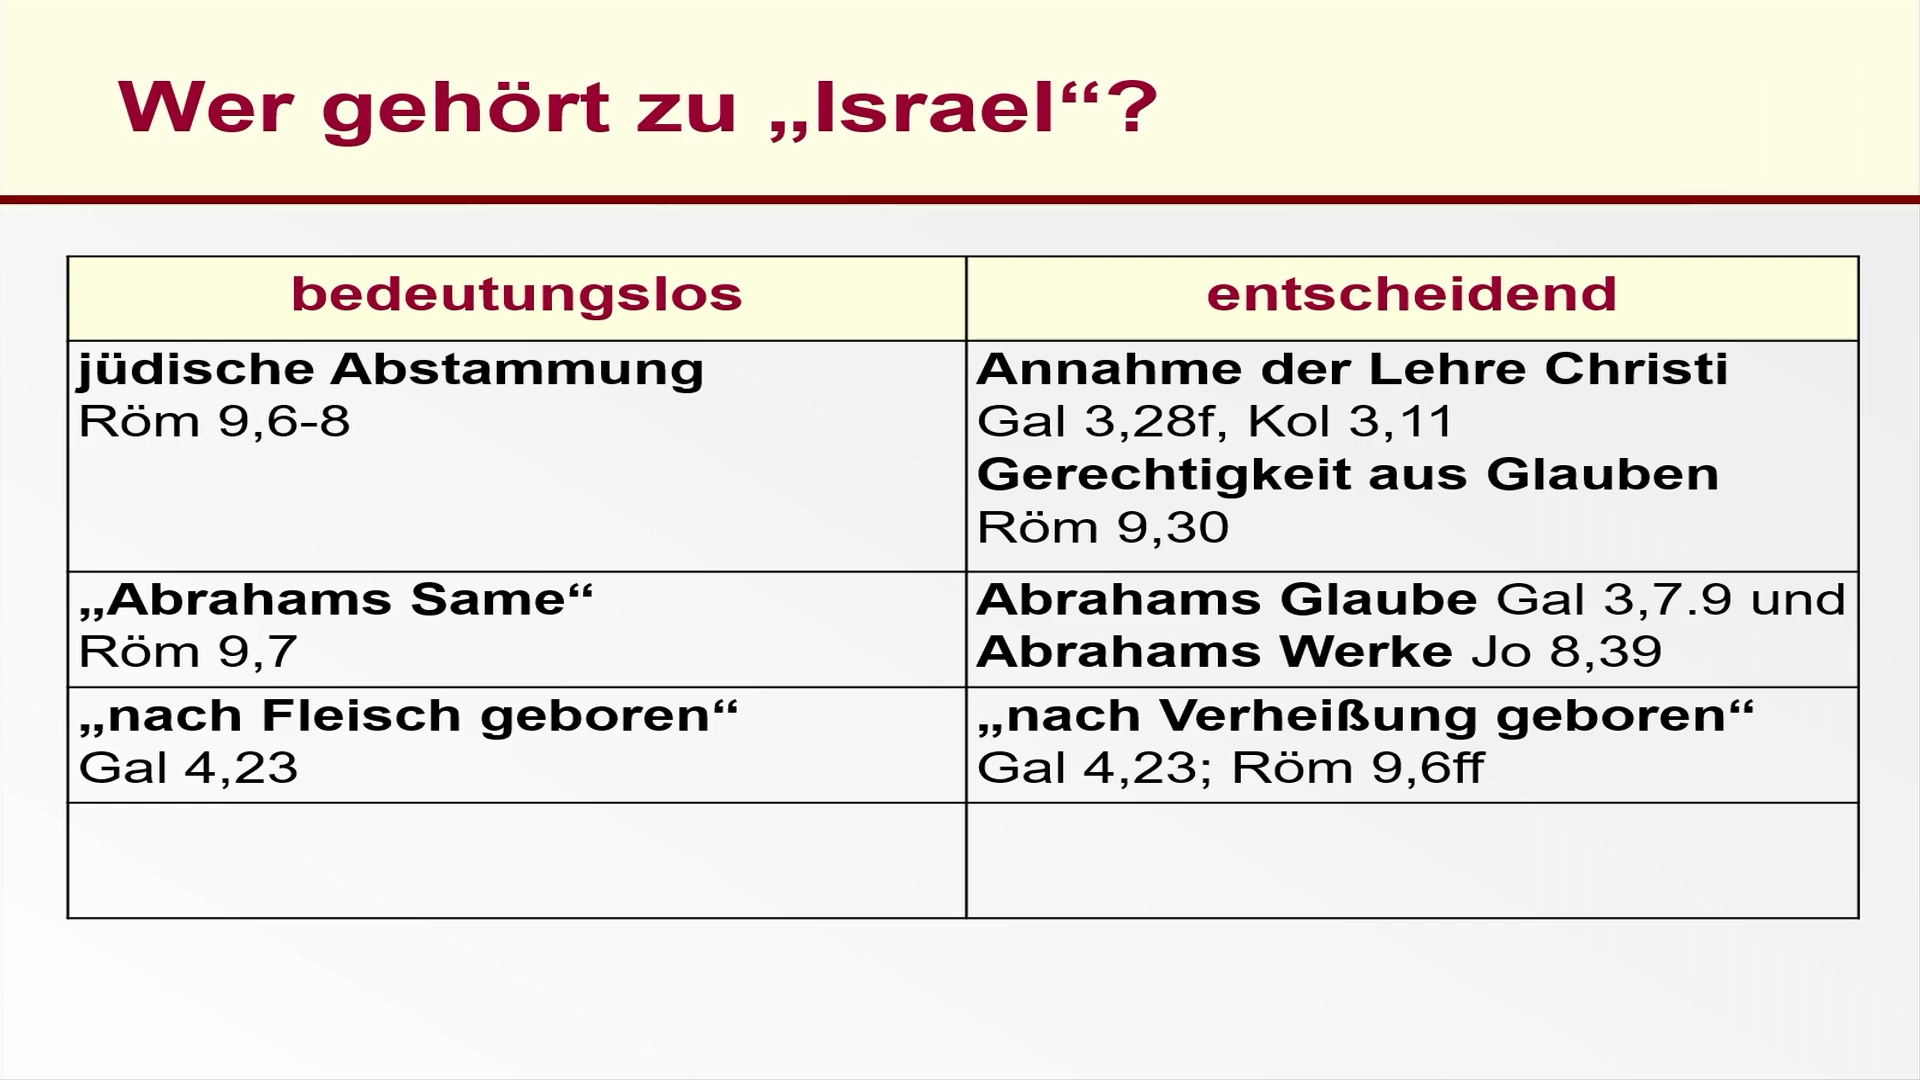 Wer gehört zu „Israel“?
bedeutungslos
entscheidend
jüdische Abstammung
Röm 9,6-8
Annahme der Lehre Christi
Gal 3,28f, Kol 3,11
Gerechtigkeit aus Glauben
Röm 9,30
„Abrahams Same“
Röm 9,7
Abrahams Glaube Gal 3,7.9 und
Abrahams Werke Jo 8,39
„nach Fleisch geboren“
Gal 4,23
„nach Verheißung geboren“
Gal 4,23; Röm 9,6ff